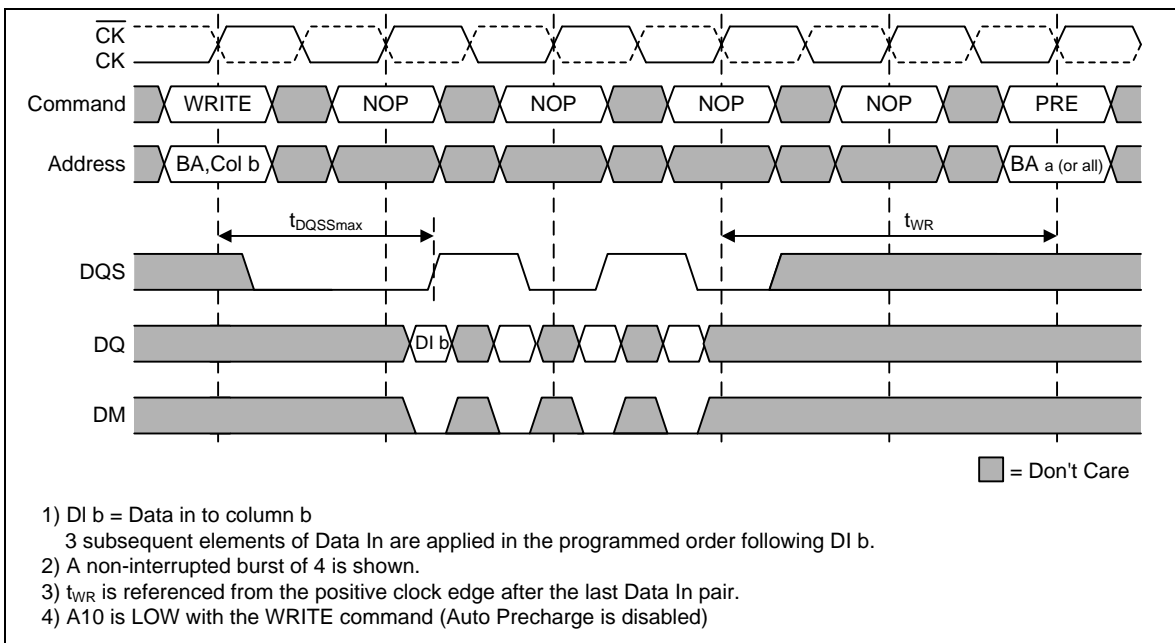 CK
CK
Command WRITE NOP NOP NOP NOP PRE
Address BA,Col b BA a (or all)
tDQSSmax tWR
DQS
DQ DI b
DM
= Don't Care
1) DI b = Data in to column b
3 subsequent elements of Data In are applied in the programmed order following DI b.
2) A non-interrupted burst of 4 is shown.
3) tWR is referenced from the positive clock edge after the last Data In pair.
4) A10 is LOW with the WRITE command (Auto Precharge is disabled)